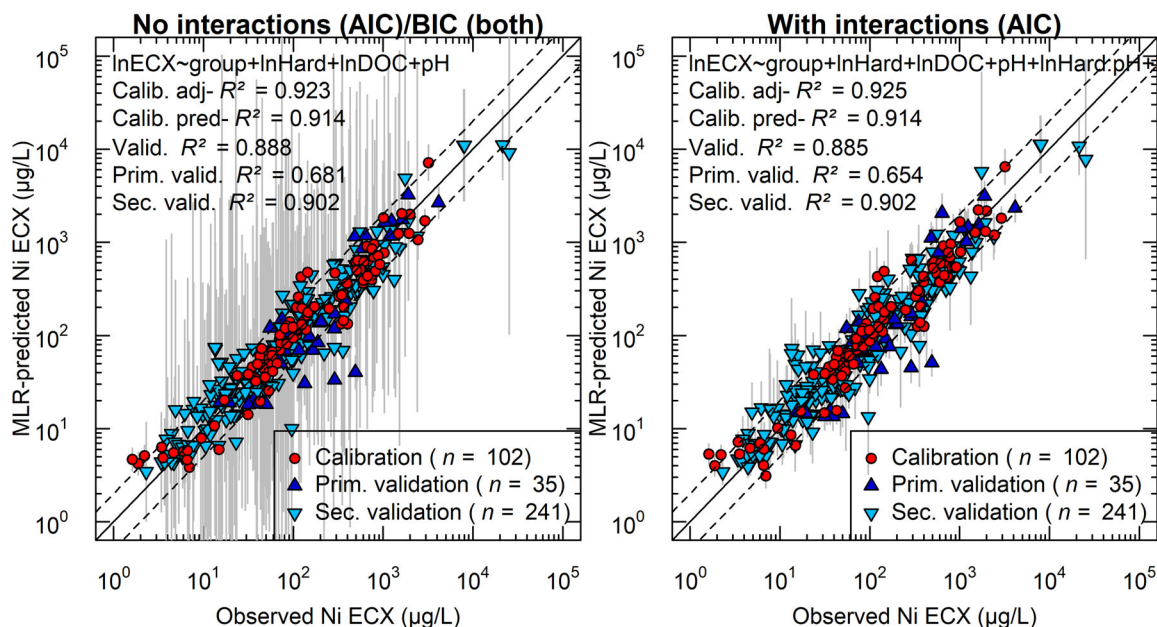 No interactions (AIC)/BIC (both)
lnECX~group+lnHard+lnDOC+pH
Calib. adj- R² = 0.923
Calib. pred- R² = 0.914
Valid. R² = 0.888
Prim. valid. R² = 0.681
Sec. valid. R² = 0.902
MLR-predicted Ni ECX (µg/L)
10⁵
10⁴
10³
10²
10¹
10⁰
Calibration ( n = 102)
Prim. validation ( n = 35)
Sec. validation ( n = 241)
10⁰ 10¹ 10² 10³ 10⁴ 10⁵
Observed Ni ECX (µg/L)
With interactions (AIC)
lnECX~group+lnHard+lnDOC+pH+lnHard:pH+
Calib. adj- R² = 0.925
Calib. pred- R² = 0.914
Valid. R² = 0.885
Prim. valid. R² = 0.654
Sec. valid. R² = 0.902
MLR-predicted Ni ECX (µg/L)
10⁵
10⁴
10³
10²
10¹
10⁰
Calibration ( n = 102)
Prim. validation ( n = 35)
Sec. validation ( n = 241)
10⁰ 10¹ 10² 10³ 10⁴ 10⁵
Observed Ni ECX (µg/L)